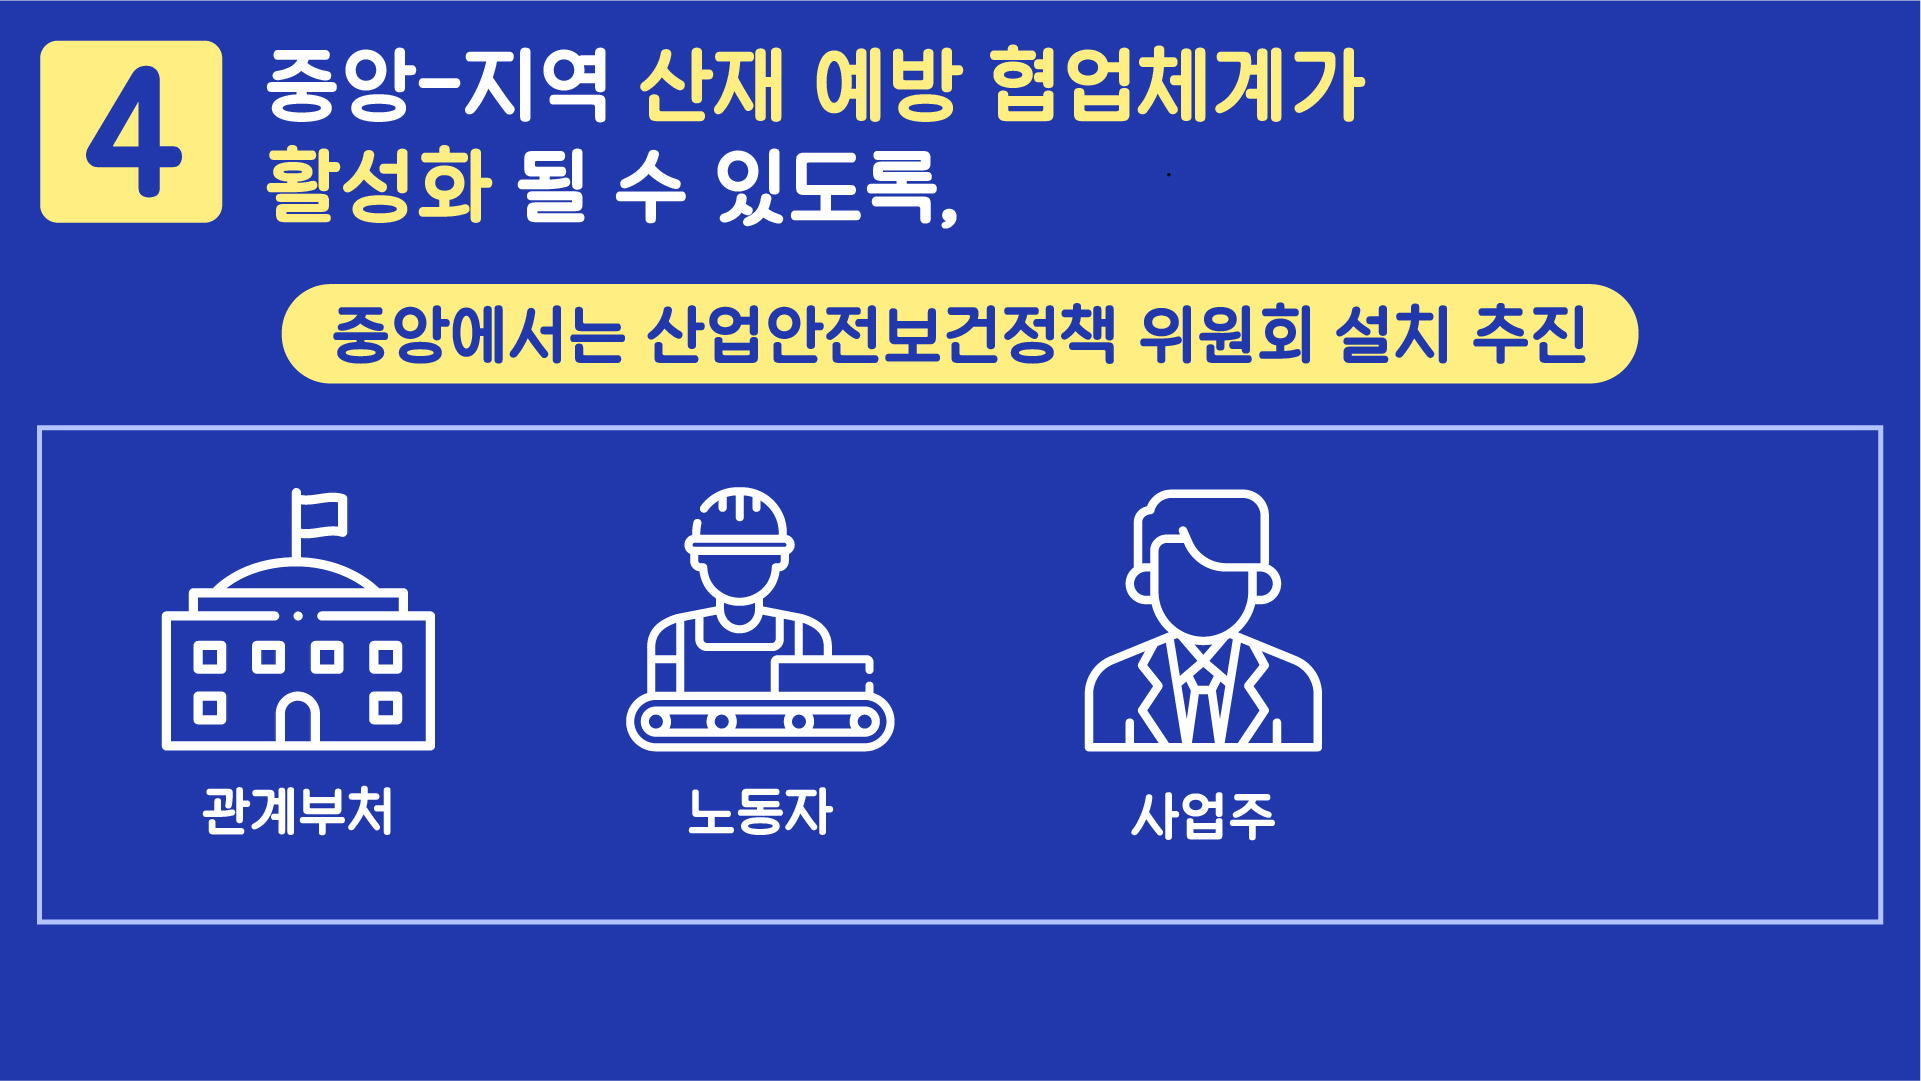 4
중앙-지역 산재 예방 협업체계가
활성화 될 수 있도록,
중앙에서는 산업안전보건정책 위원회 설치 추진
관계부처
노동자
사업주